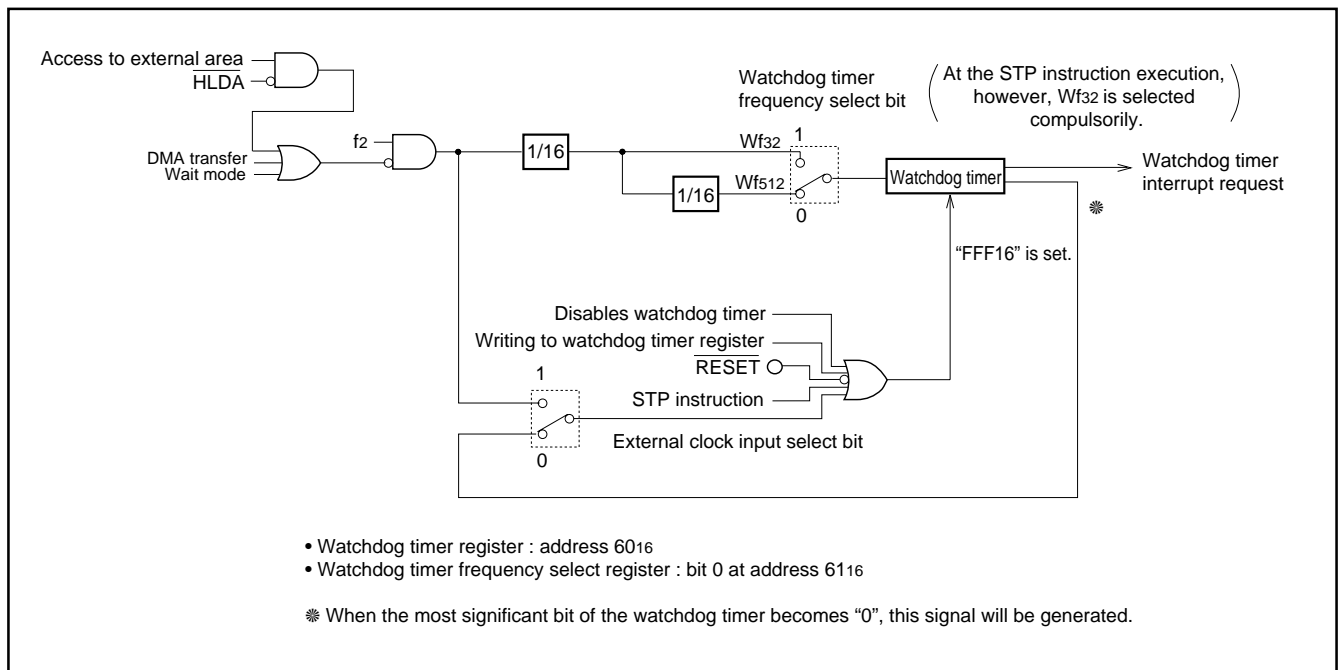 Access to external area
HLDA
DMA transfer
Wait mode
f2
1/16
Wf32
1/16
Wf512
Watchdog timer
frequency select bit
1
0
At the STP instruction execution,
however, Wf32 is selected
compulsorily.
Watchdog timer
Watchdog timer
interrupt request
“FFF16” is set.
Disables watchdog timer
Writing to watchdog timer register
RESET
STP instruction
1
0
External clock input select bit
• Watchdog timer register : address 6016
• Watchdog timer frequency select register : bit 0 at address 6116
❋ When the most significant bit of the watchdog timer becomes “0”, this signal will be generated.